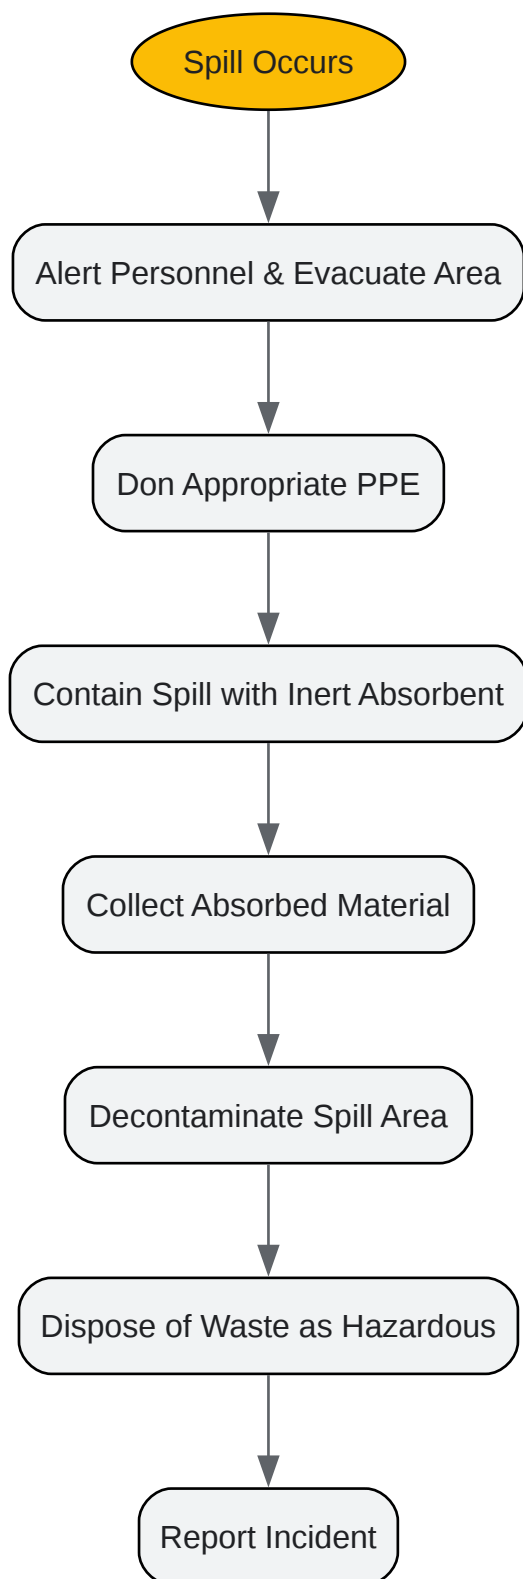 Spill Occurs
Alert Personnel & Evacuate Area
Don Appropriate PPE
Contain Spill with Inert Absorbent
Collect Absorbed Material
Decontaminate Spill Area
Dispose of Waste as Hazardous
Report Incident